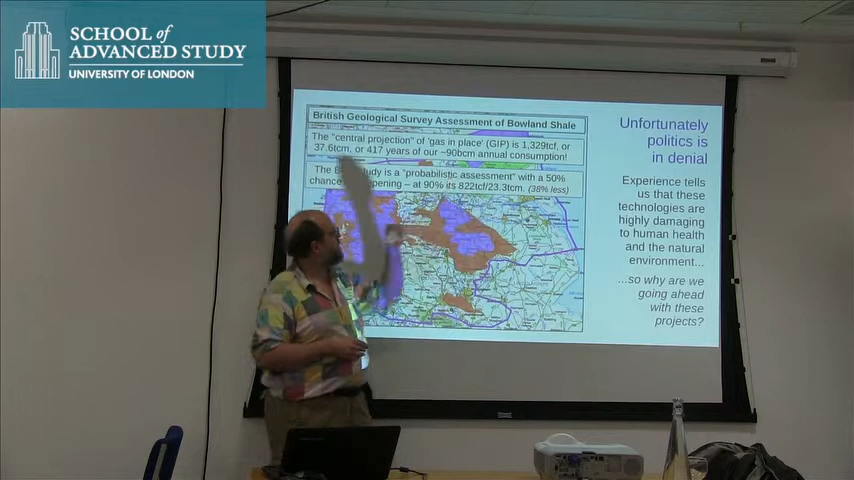 SCHOOL of
ADVANCED STUDY
UNIVERSITY OF LONDON
British Geological Survey Assessment of Bowland Shale
The "central projection" of 'gas in place' (GIP) is 1,329tcf, or
37.6tcm, or 417 years of our ~90bcm annual consumption!
The study is a "probabilistic assessment" with a 50%
chance – at 90% its 822tcf/23.3tcm. (38% less)
Unfortunately
politics is
in denial
Experience tells
us that these
technologies are
highly damaging
to human health
and the natural
environment...
...so why are we
going ahead
with these
projects?